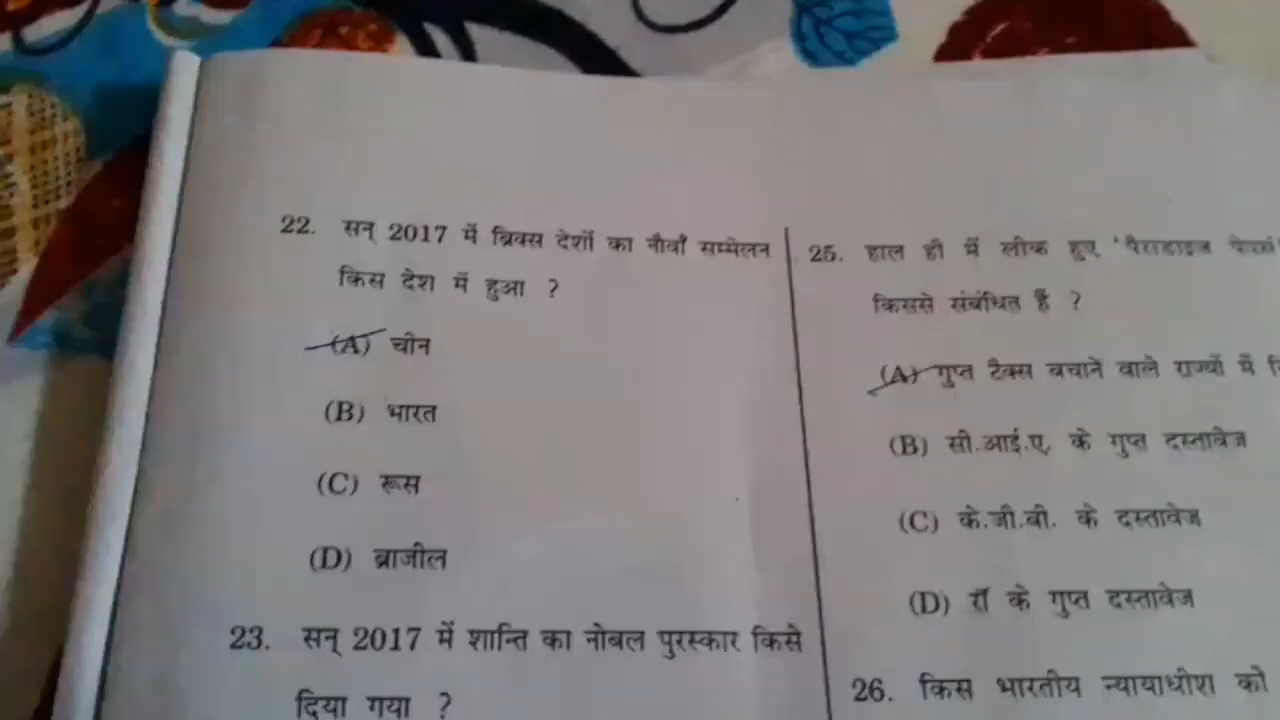 22. सन् 2017 में ब्रिक्स देशों का नौवाँ सम्मेलन
किस देश में हुआ ?
(A) चीन
(B) भारत
(C) रूस
(D) ब्राजील
23. सन् 2017 में शान्ति का नोबल पुरस्कार किसे
दिया गया ?
25. हाल ही में लीक हुए 'पैराडाइज पेपर्स'
किससे संबंधित हैं ?
(A) गुप्त टैक्स बचाने वाले राज्यों में
(B) सी.आई.ए. के गुप्त दस्तावेज
(C) के.जी.बी. के दस्तावेज
(D) रॉ के गुप्त दस्तावेज
26. किस भारतीय न्यायाधीश को